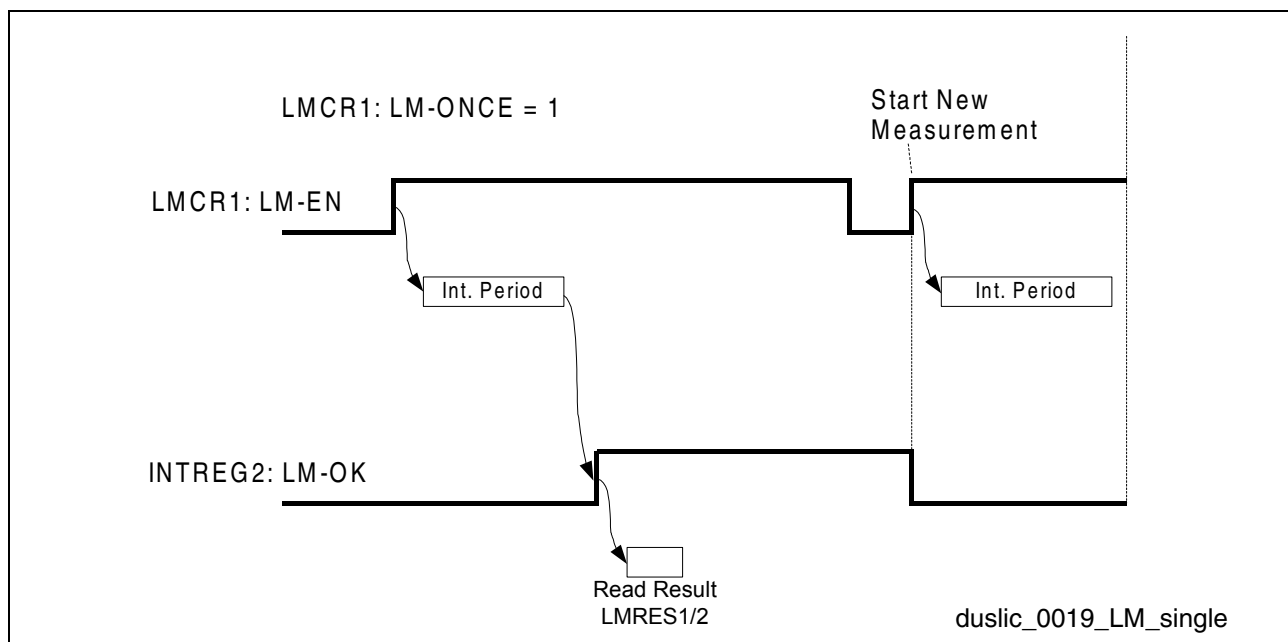 LMCR1: LM-ONCE = 1
Start New
Measurement
LMCR1: LM-EN
Int. Period
Int. Period
INTREG2: LM-OK
Read Result
LMRES1/2
duslic_0019_LM_single